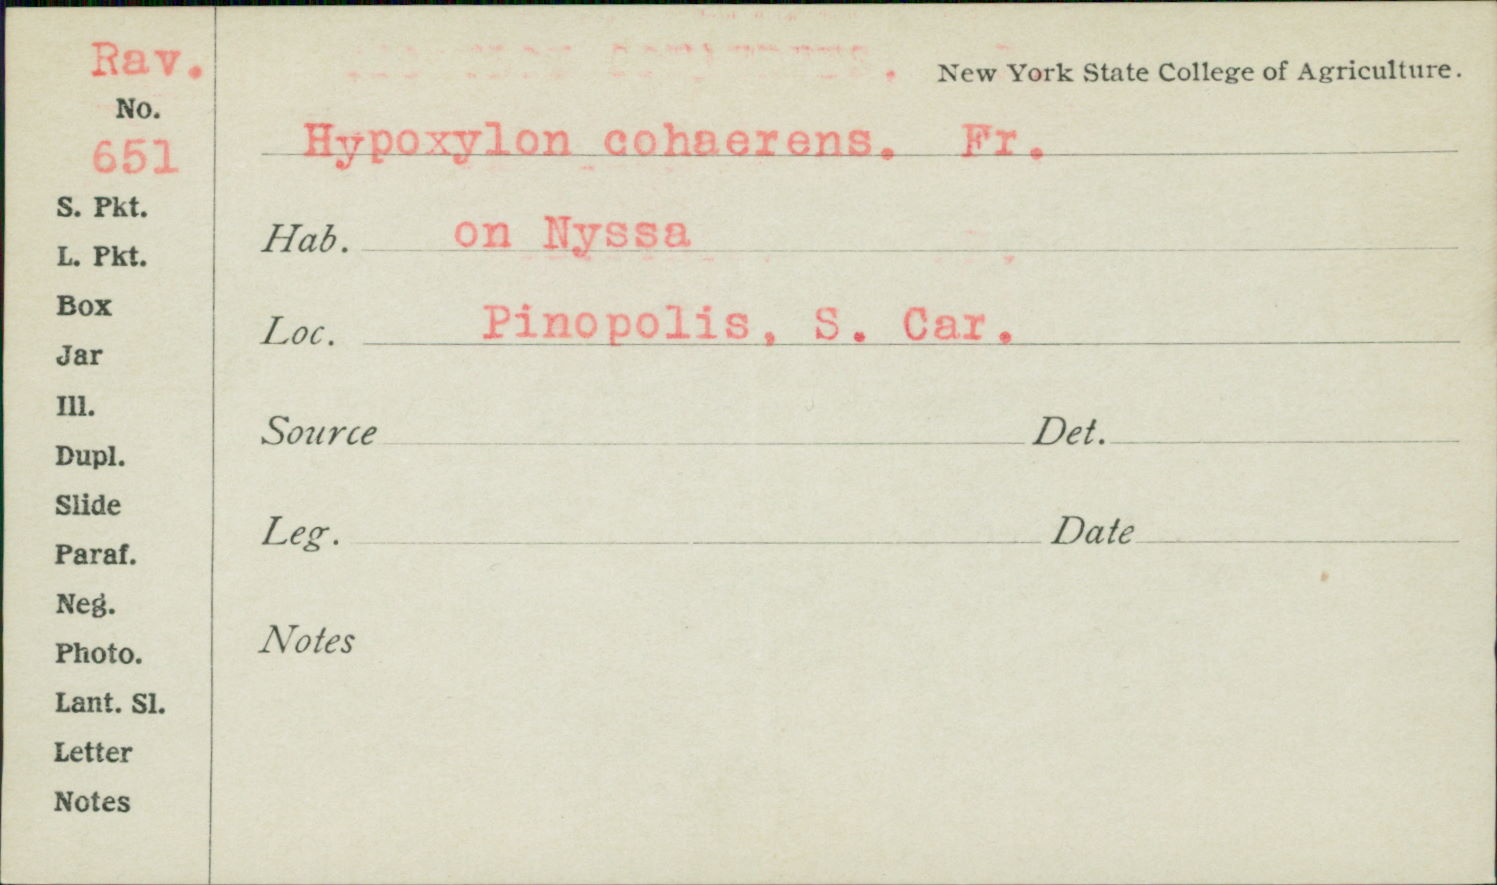 Rav.
No.
651
S. Pkt.
L. Pkt.
Box
Jar
Ill.
Dupl.
Slide
Paraf.
Neg.
Photo.
Lant. Sl.
Letter
Notes
New York State College of Agriculture.
Hypoxylon cohaerens. Fr.
Hab. on Nyssa
Loc. Pinopolis, S. Car.
Source Det.
Leg. Date
Notes